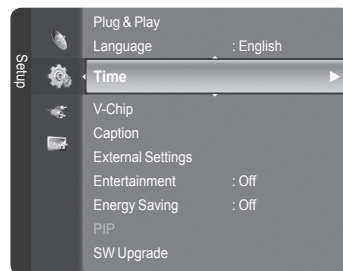 Setup
Plug & Play
Language : English
Time
V-Chip
Caption
External Settings
Entertainment : Off
Energy Saving : Off
PIP
SW Upgrade